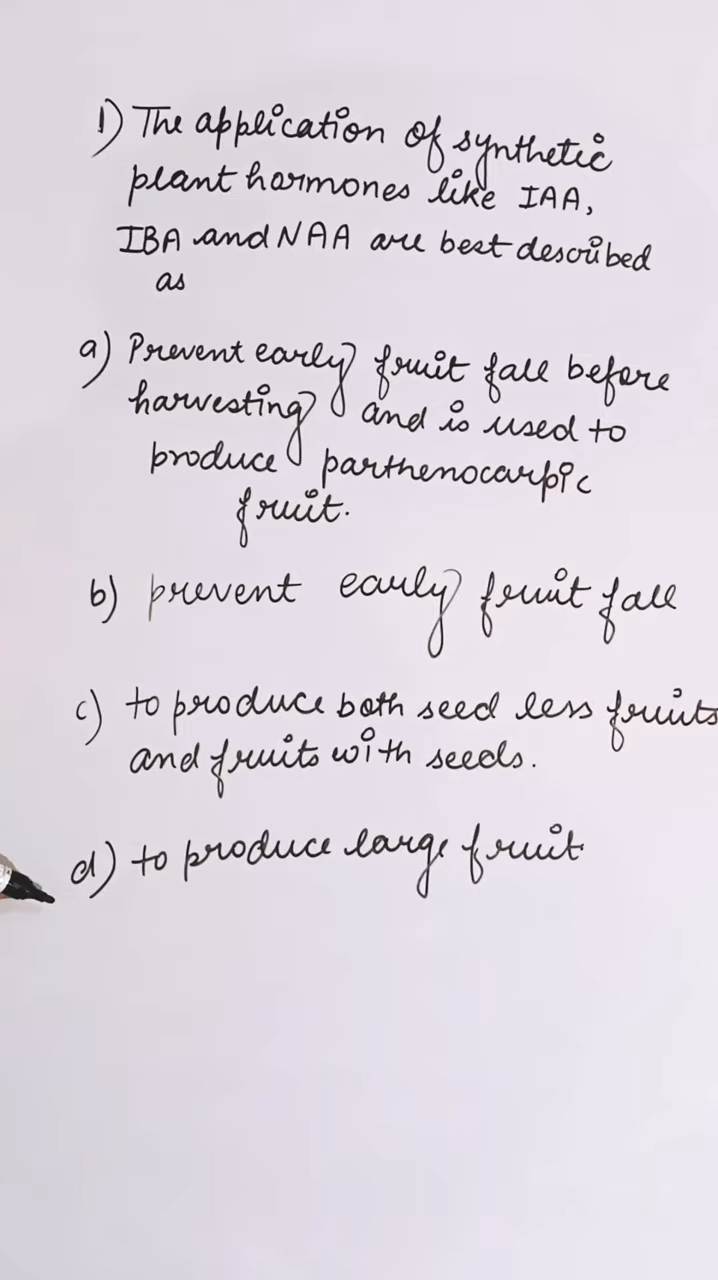 1) The application of synthetic
plant hormones like IAA,
IBA and NAA are best described
as
a) Prevent early fruit fall before
harvesting and is used to
produce parthenocarpic
fruit.
b) prevent early fruit fall
c) to produce both seed less fruits
and fruits with seeds.
d) to produce large fruit